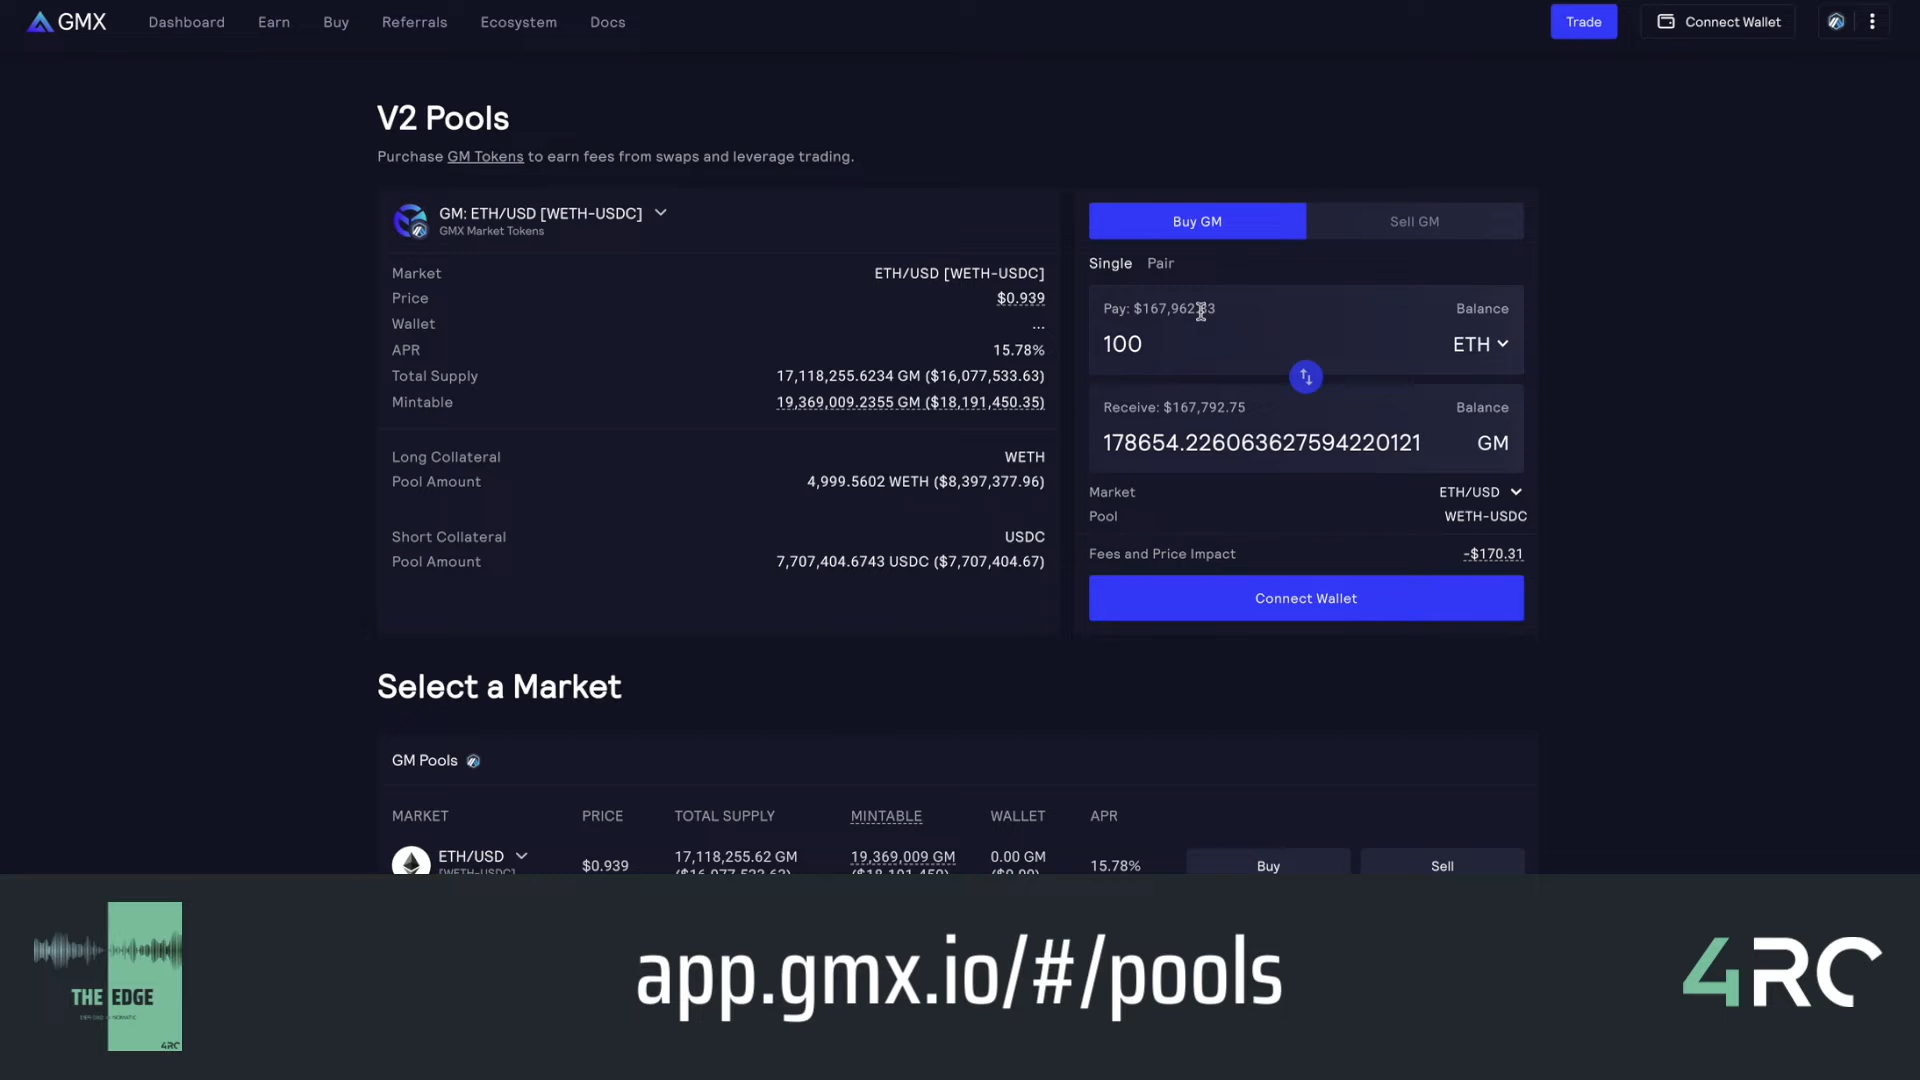 GMX Dashboard Earn Buy Referrals Ecosystem Docs Trade Connect Wallet
V2 Pools
Purchase GM Tokens to earn fees from swaps and leverage trading.
GM: ETH/USD [WETH-USDC]
GMX Market Tokens
Market ETH/USD [WETH-USDC]
Price $0.939
Wallet ...
APR 15.78%
Total Supply 17,118,255.6234 GM ($16,077,533.63)
Mintable 19,369,009.2355 GM ($18,191,450.35)
Long Collateral WETH
Pool Amount 4,999.5602 WETH ($8,397,377.96)
Short Collateral USDC
Pool Amount 7,707,404.6743 USDC ($7,707,404.67)
Buy GM Sell GM
Single Pair
Pay: Balance
100 ETH
Receive: $167,792.75 Balance
178654.226063627594220121 GM
Market ETH/USD
Pool WETH-USDC
Fees and Price Impact -$170.31
Connect Wallet
Select a Market
GM Pools
MARKET PRICE TOTAL SUPPLY MINTABLE WALLET APR
ETH/USD $0.939 17,118,255.62 GM 19,369,009 GM 0.00 GM 15.78% Buy Sell
THE EDGE
4RC
app.gmx.io/#/pools
4RC